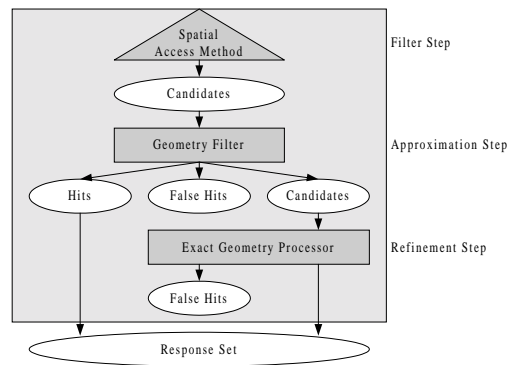 Spatial
Access Method
Filter Step
Candidates
Geometry Filter
Approximation Step
Hits
False Hits
Candidates
Exact Geometry Processor
Refinement Step
False Hits
Response Set